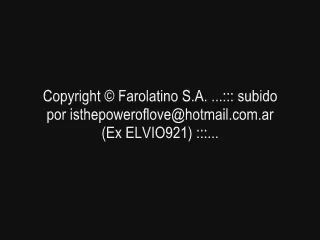 Copyright © Farolatino S.A. ...::: subido
por isthepoweroflove@hotmail.com.ar
(Ex ELVIO921) :::...